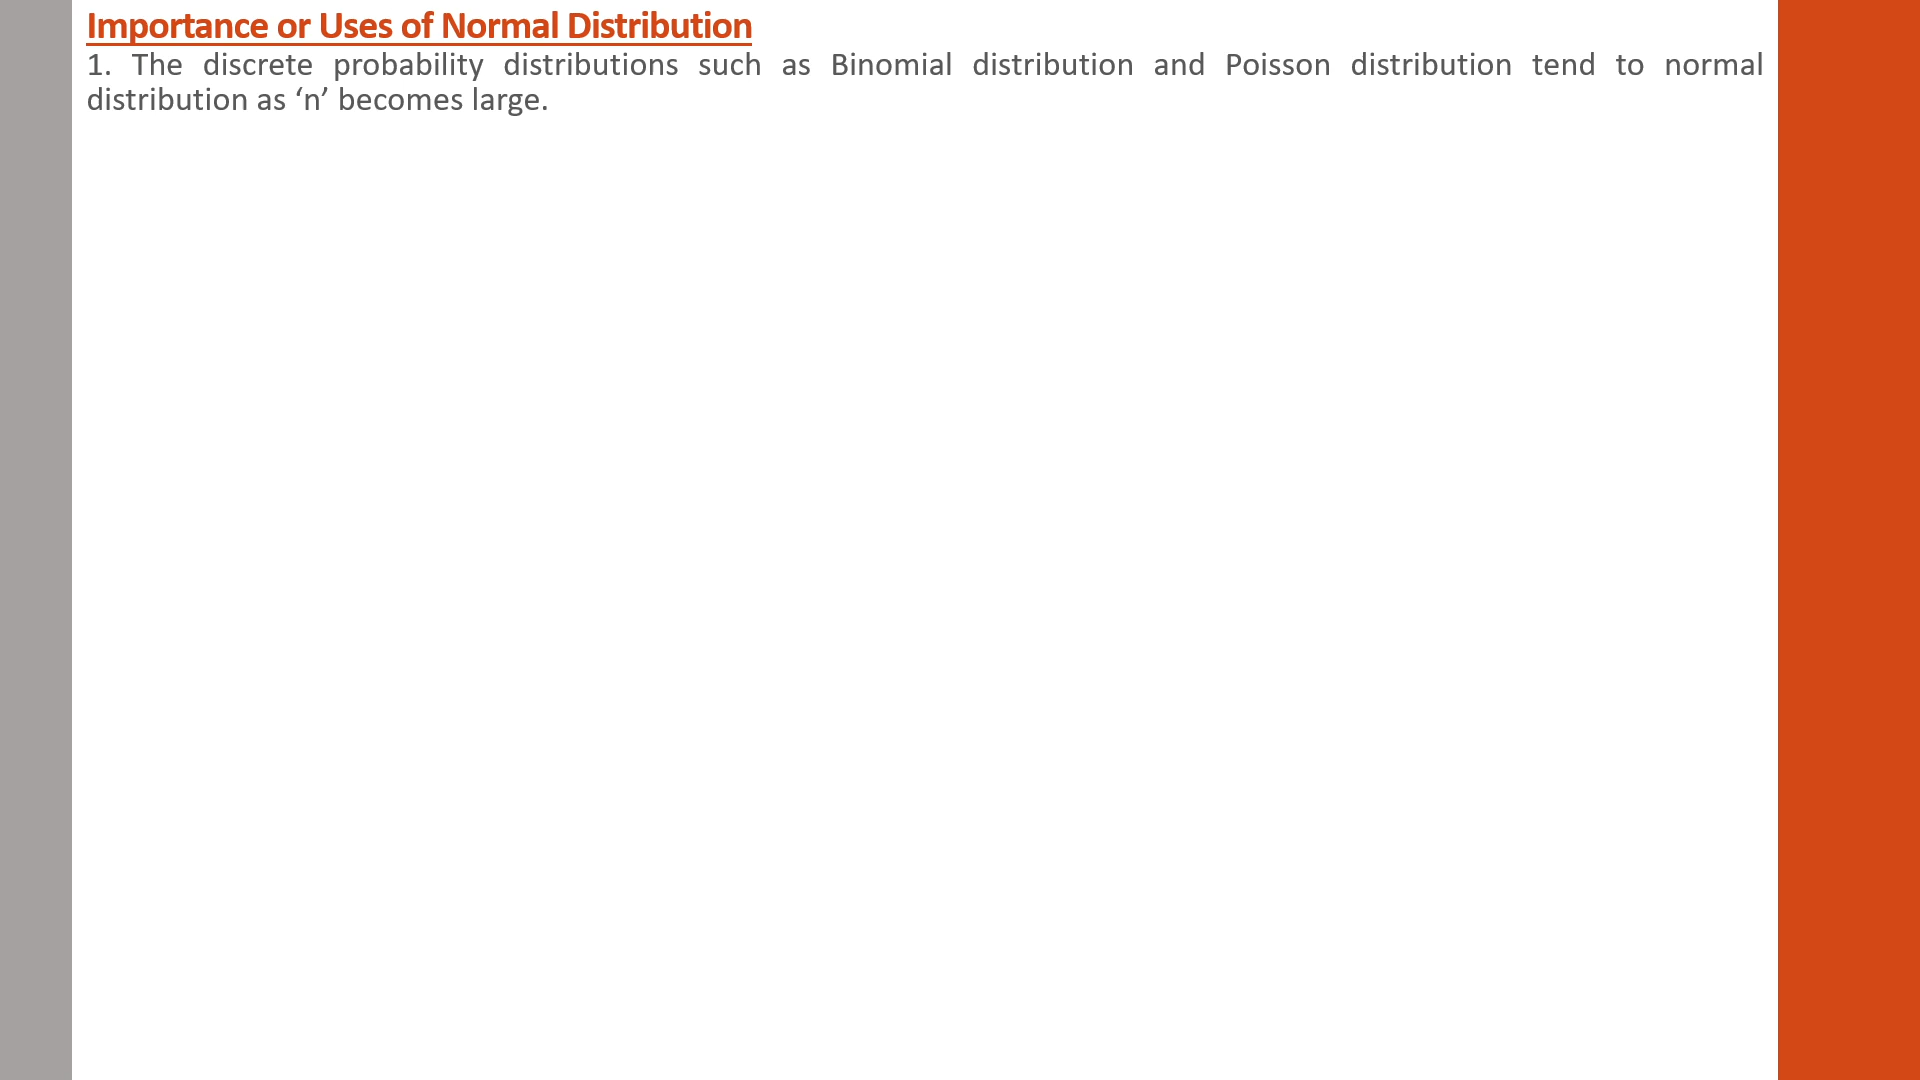 Importance or Uses of Normal Distribution
1. The discrete probability distributions such as Binomial distribution and Poisson distribution tend to normal
distribution as ‘n’ becomes large.